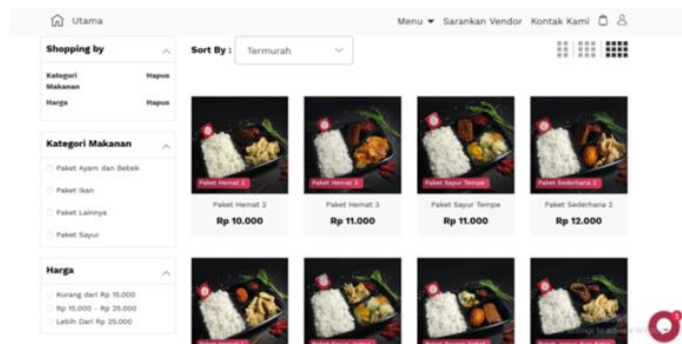 Utama
Menu Sarankan Vendor Kontak Kami
Shopping by
Sort By : Termurah
Kategori Makanan Hapus
Harga Hapus
Kategori Makanan
Paket Ayam dan Bebek
Paket Ikan
Paket Lainnya
Paket Sayur
Harga
Kurang dari Rp 15.000
Rp 15.000 - Rp 25.000
Lebih Dari Rp 25.000
Paket Hemat 2
Paket Hemat 2
Rp 10.000
Paket Hemat 3
Paket Hemat 3
Rp 11.000
Paket Sayur Tempe
Paket Sayur Tempe
Rp 11.000
Paket Sederhana 2
Paket Sederhana 2
Rp 12.000
1